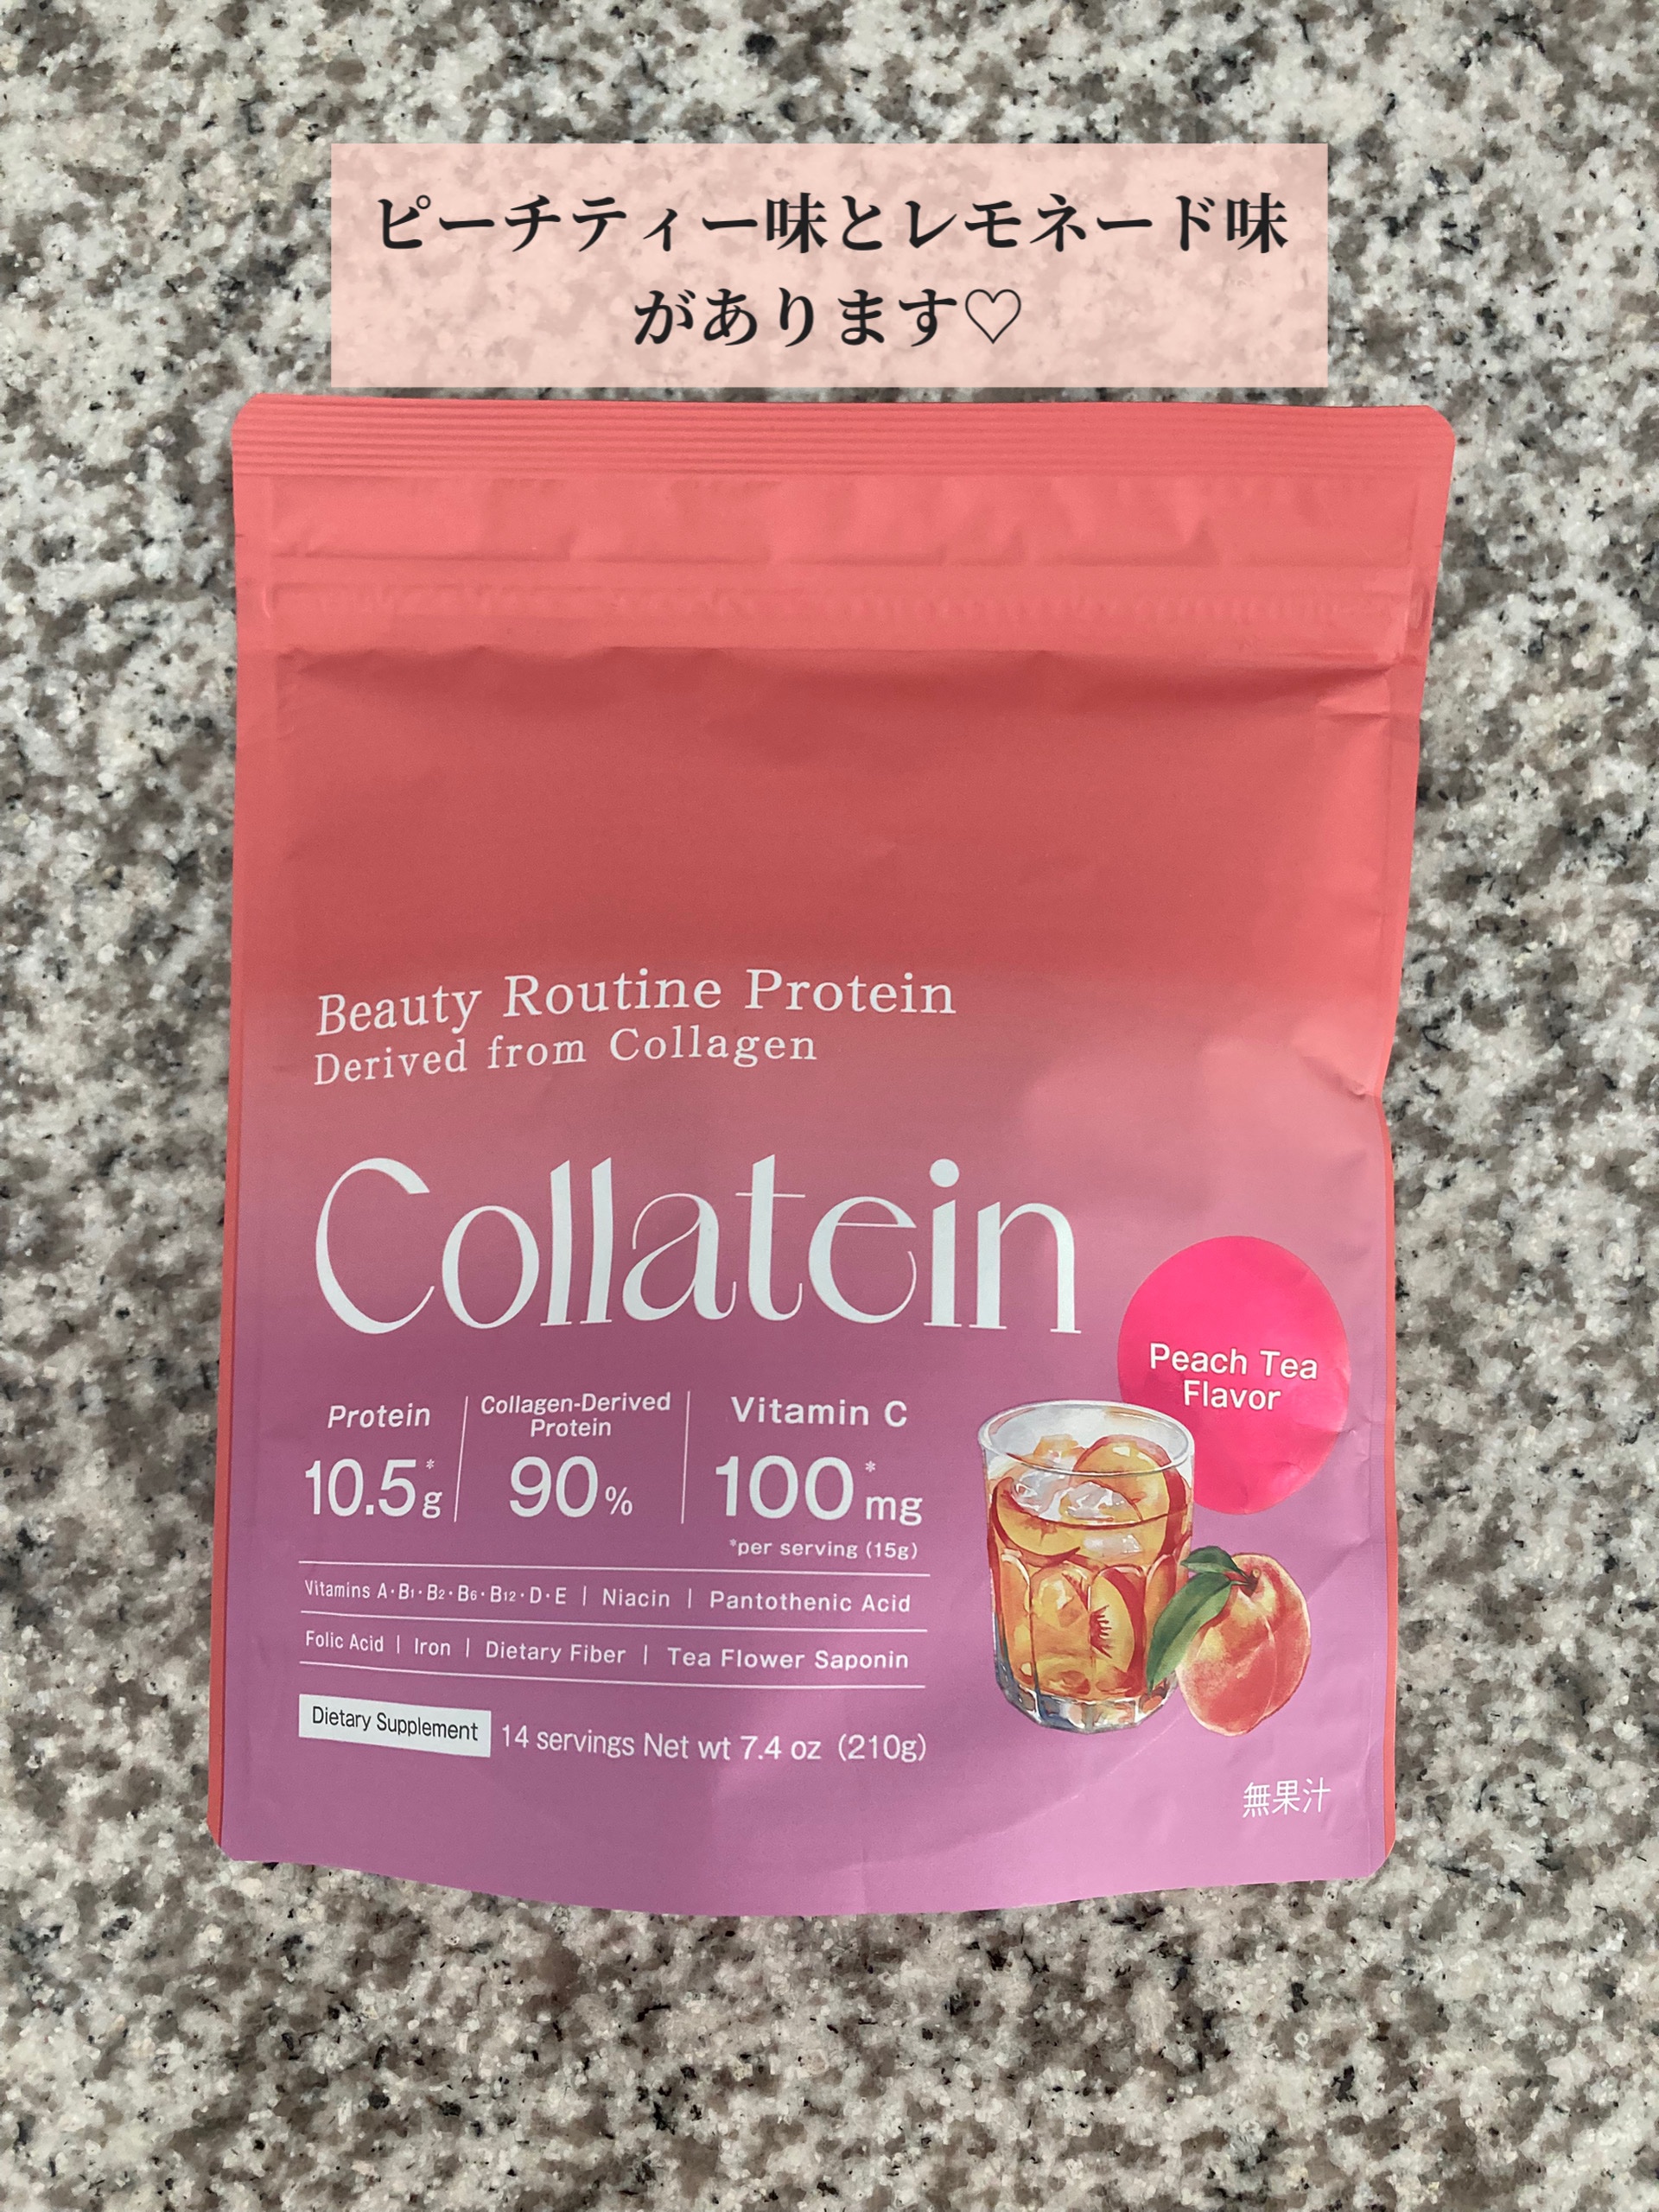 ピーチティー味とレモネード味
があります♡
Beauty Routine Protein
Derived from Collagen
Collatein
Peach Tea
Flavor
Protein
10.5*g
Collagen-Derived
Protein
90%
Vitamin C
100*mg
*per serving (15g)
Vitamins A・B1・B2・B6・B12・D・E | Niacin | Pantothenic Acid
Folic Acid | Iron | Dietary Fiber | Tea Flower Saponin
Dietary Supplement 14 servings Net wt 7.4 oz (210g)
無果汁